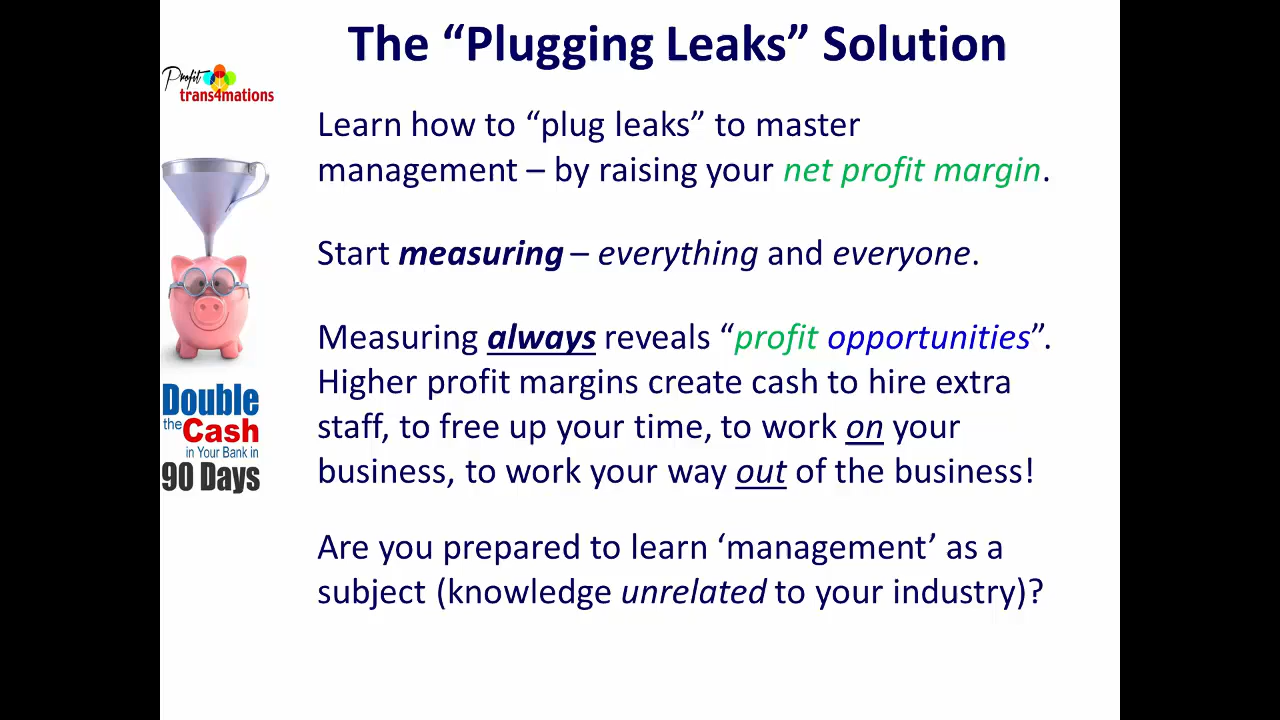 The “Plugging Leaks” Solution
Profit
trans4mations
Learn how to “plug leaks” to master
management – by raising your net profit margin.
Start measuring – everything and everyone.
Measuring always reveals “profit opportunities”.
Higher profit margins create cash to hire extra
staff, to free up your time, to work on your
business, to work your way out of the business!
Double
the Cash
in Your Bank in
90 Days
Are you prepared to learn ‘management’ as a
subject (knowledge unrelated to your industry)?